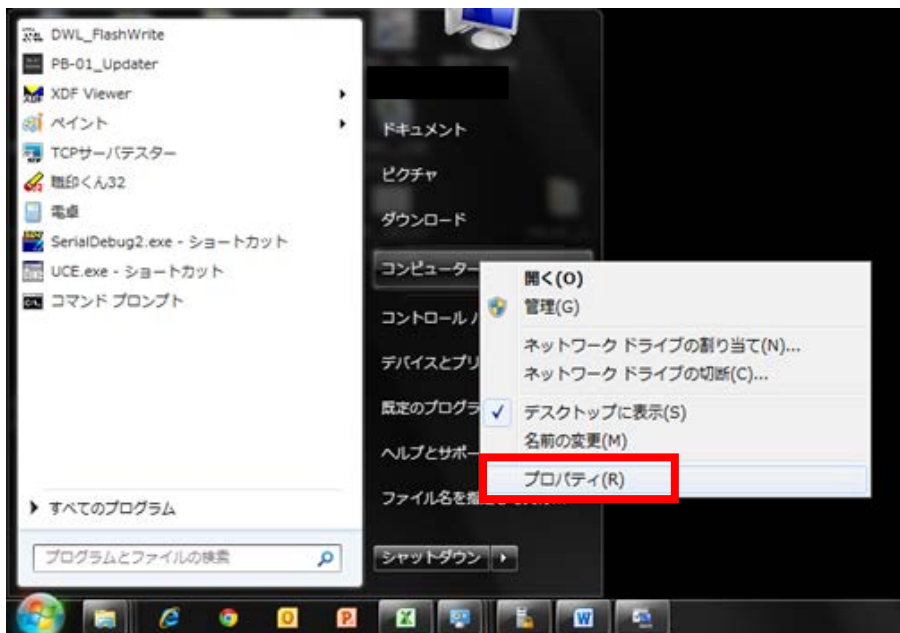 DWL_FlashWrite
PB-01_Updater
XDF Viewer
ペイント
TCPサーバテスター
職印くん32
電卓
SerialDebug2.exe - ショートカット
UCE.exe - ショートカット
コマンド プロンプト
すべてのプログラム
プログラムとファイルの検索
ドキュメント
ピクチャ
ダウンロード
コンピューター
コントロール
デバイスとプリ
既定のプログラ
ヘルプとサポー
ファイル名を指
シャットダウン
開く(O)
管理(G)
ネットワーク ドライブの割り当て(N)...
ネットワーク ドライブの切断(C)...
デスクトップに表示(S)
名前の変更(M)
プロパティ(R)